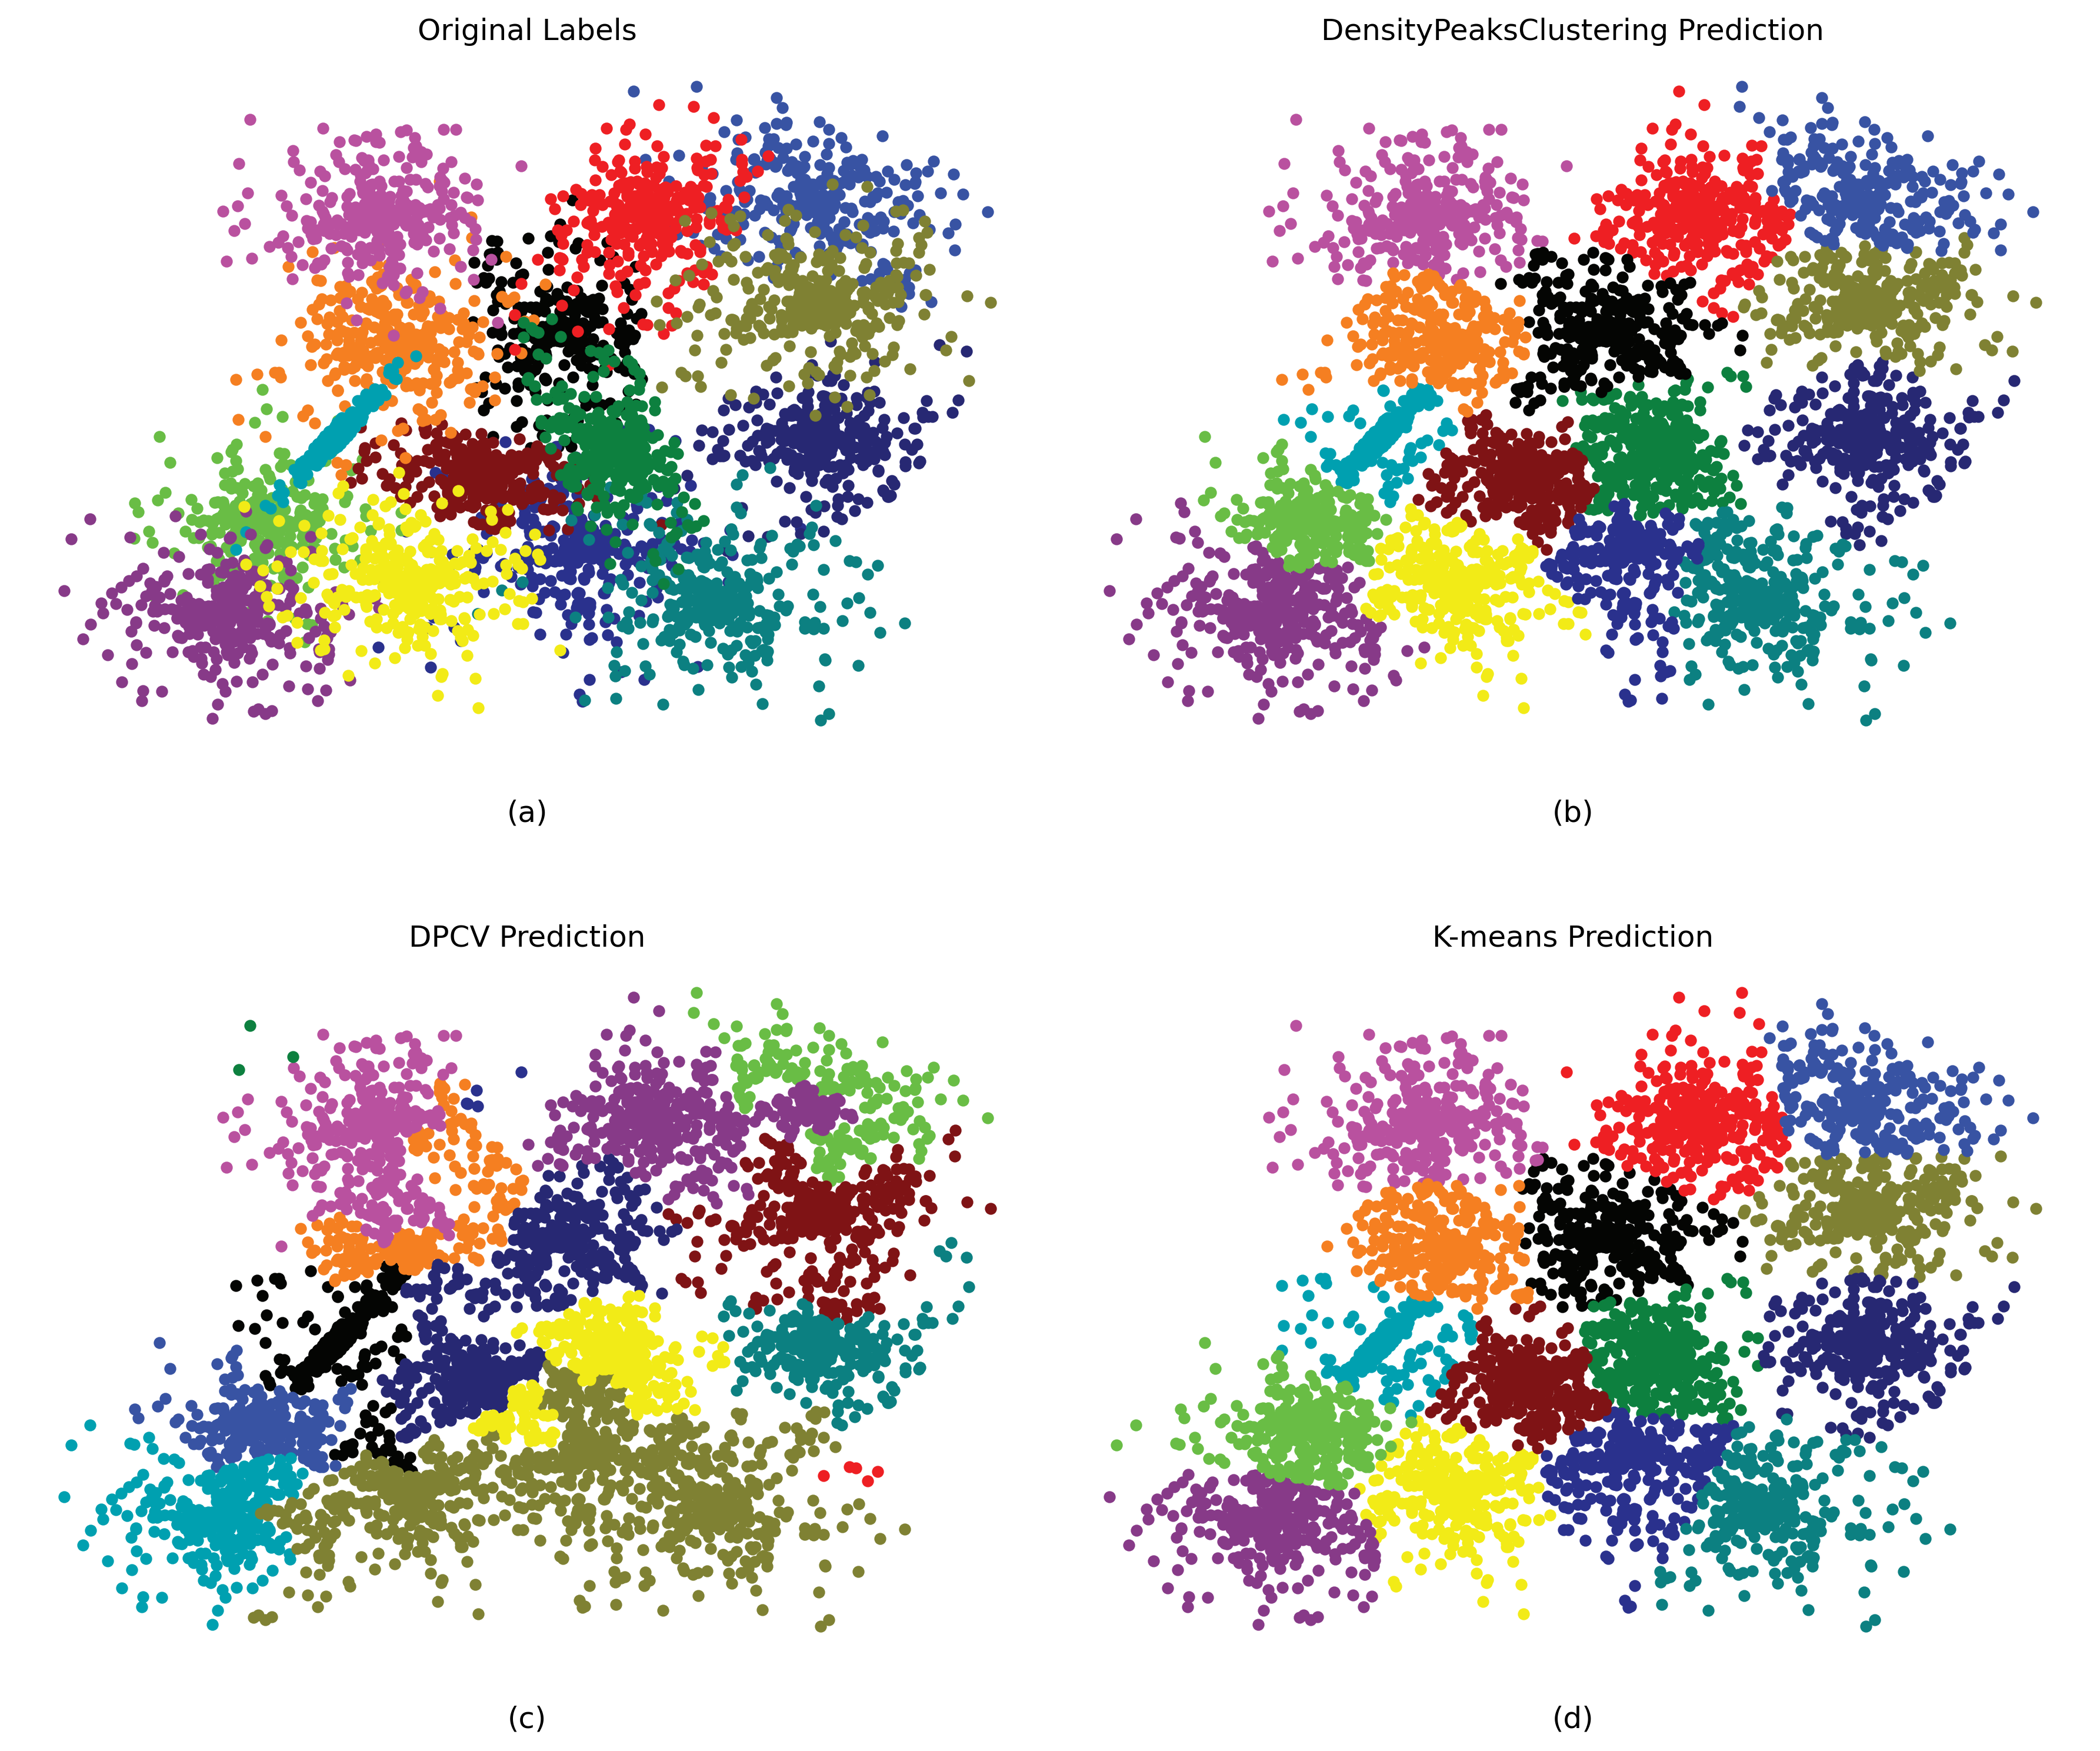 Original Labels
DensityPeaksClustering Prediction
(a)
(b)
DPCV Prediction
K-means Prediction
(c)
(d)